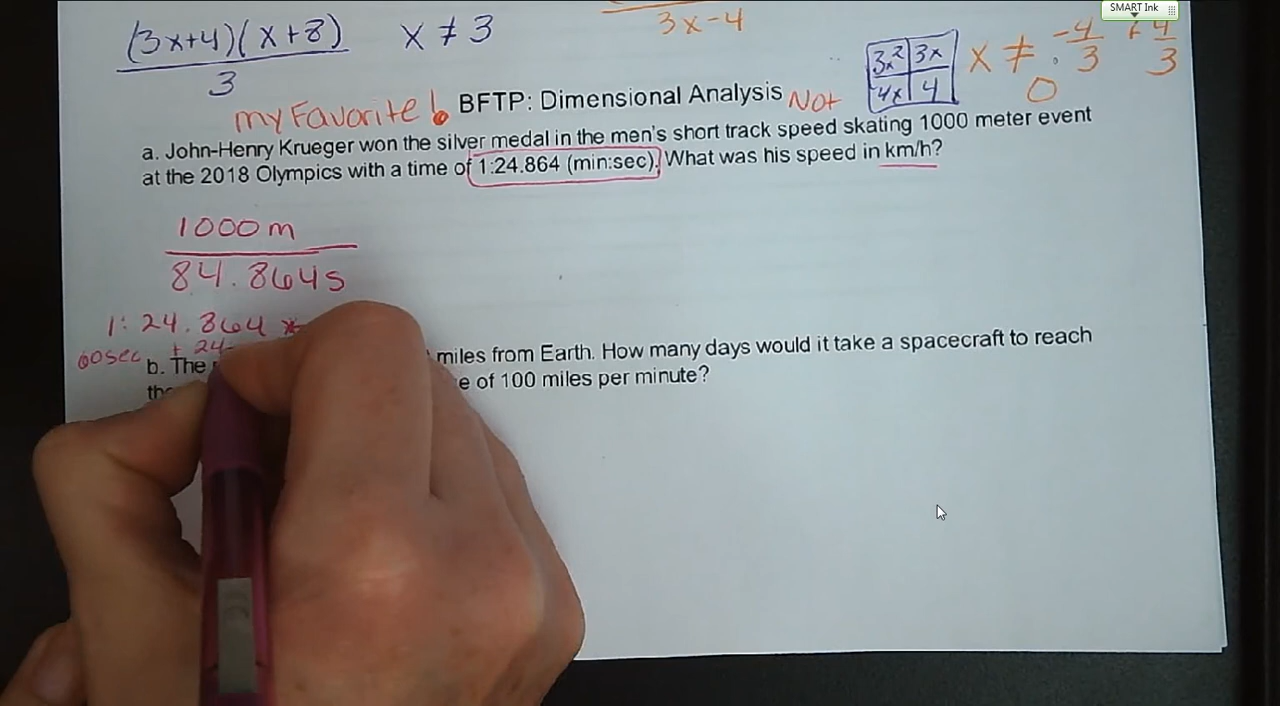 SMART Ink
(3x+4)(x+8) x ≠ 3
3
3x-4
3x² 3x
4x 4
x ≠ -4/3 +4/3
0
my Favorite! BFTP: Dimensional Analysis Not
a. John-Henry Krueger won the silver medal in the men's short track speed skating 1000 meter event
at the 2018 Olympics with a time of 1:24.864 (min:sec). What was his speed in km/h?
1000 m
84.864s
1: 24.864
60sec + 24
b. The miles from Earth. How many days would it take a spacecraft to reach
of 100 miles per minute?